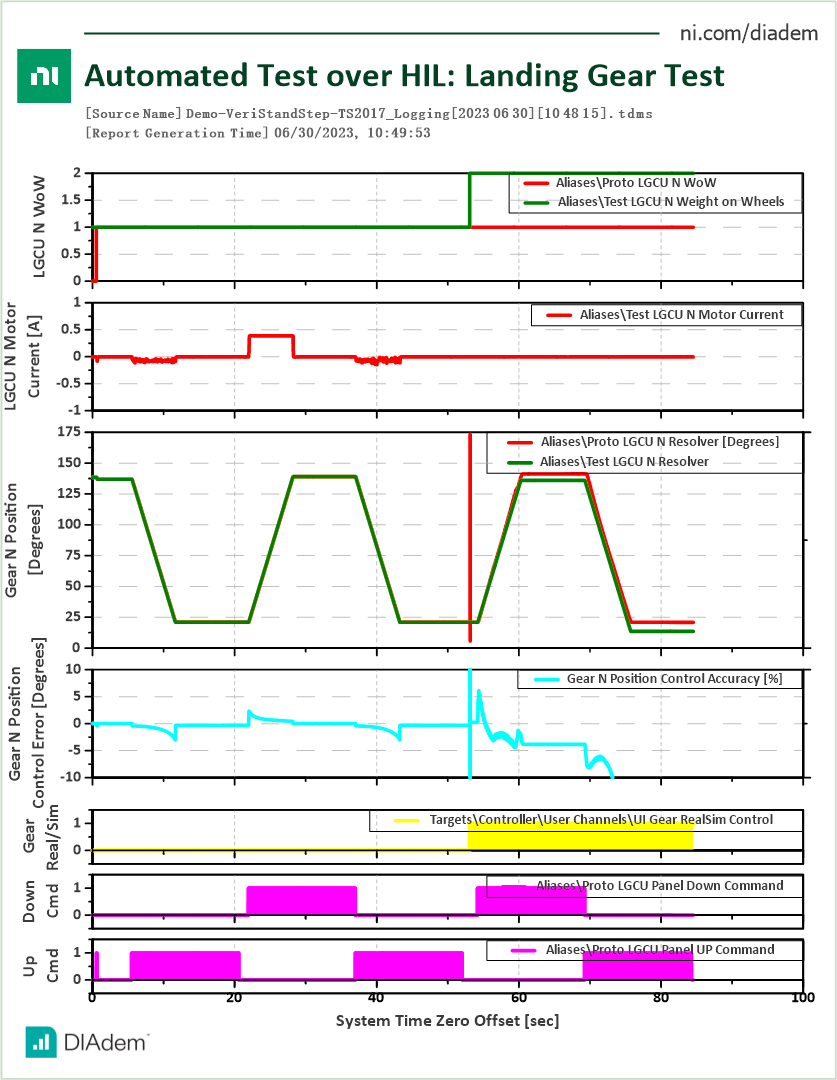 ni.com/diadem
ni
Automated Test over HIL: Landing Gear Test
[Source Name] Demo-VeriStandStep-TS2017_Logging[2023 06 30][10 48 15].tdms
[Report Generation Time] 06/30/2023, 10:49:53
LGCU N WoW
2
1.5
1
0.5
0
Aliases\Proto LGCU N WoW
Aliases\Test LGCU N Weight on Wheels
LGCU N Motor
Current [A]
1
0.5
0
-0.5
-1
Aliases\Test LGCU N Motor Current
Gear N Position
[Degrees]
175
150
125
100
75
50
25
0
Aliases\Proto LGCU N Resolver [Degrees]
Aliases\Test LGCU N Resolver
Gear N Position
Control Error [Degrees]
10
5
0
-5
-10
Gear N Position Control Accuracy [%]
Gear
Real/Sim
1
0
Targets\Controller\User Channels\UI Gear RealSim Control
Down
Cmd
1
0
Aliases\Proto LGCU Panel Down Command
Up
Cmd
1
0
Aliases\Proto LGCU Panel UP Command
0 20 40 60 80 100
System Time Zero Offset [sec]
DIAdem™